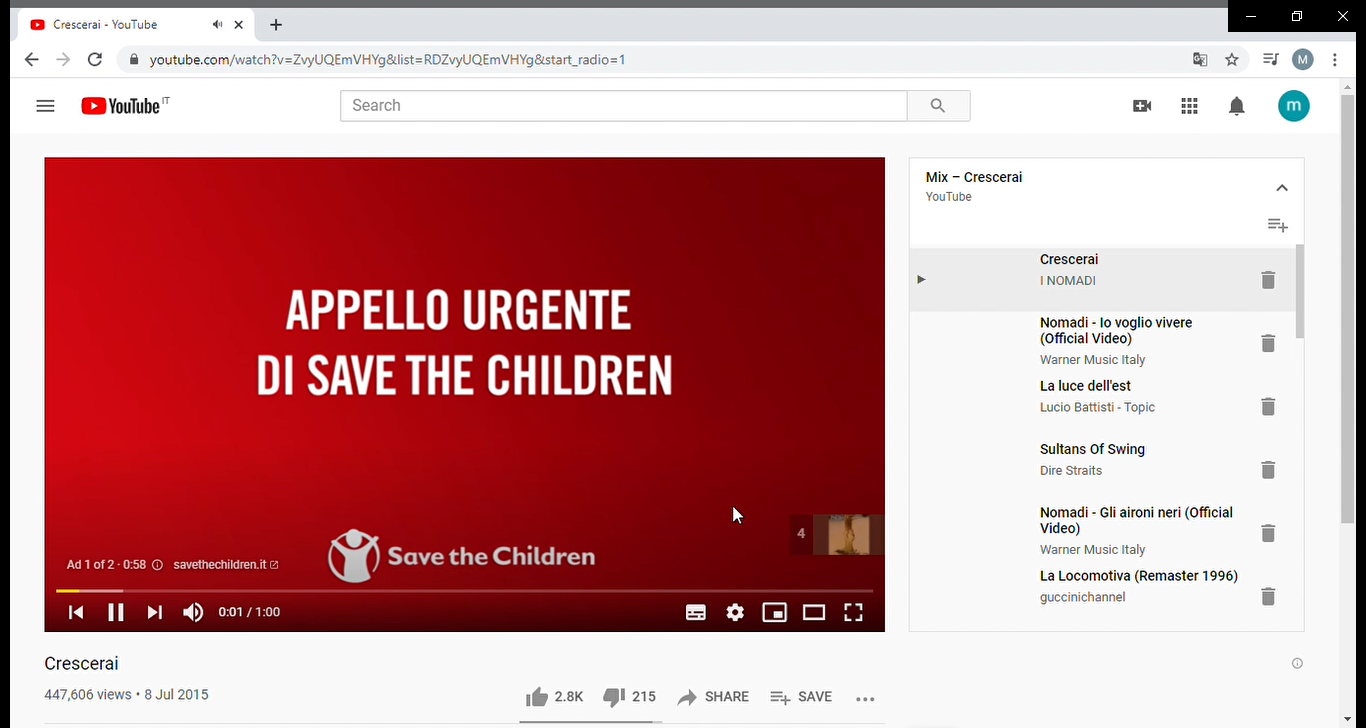 Crescerai - YouTube
youtube.com/watch?v=ZvyUQEmVHYg&list=RDZvyUQEmVHYg&start_radio=1
M
YouTube IT
Search
m
APPELLO URGENTE
DI SAVE THE CHILDREN
4
Save the Children
Ad 1 of 2 · 0:58 savethechildren.it
0:01 / 1:00
Crescerai
447,606 views • 8 Jul 2015
2.8K 215 SHARE SAVE
Mix – Crescerai
YouTube
Crescerai
I NOMADI
Nomadi - Io voglio vivere
(Official Video)
Warner Music Italy
La luce dell'est
Lucio Battisti - Topic
Sultans Of Swing
Dire Straits
Nomadi - Gli aironi neri (Official
Video)
Warner Music Italy
La Locomotiva (Remaster 1996)
guccinichannel